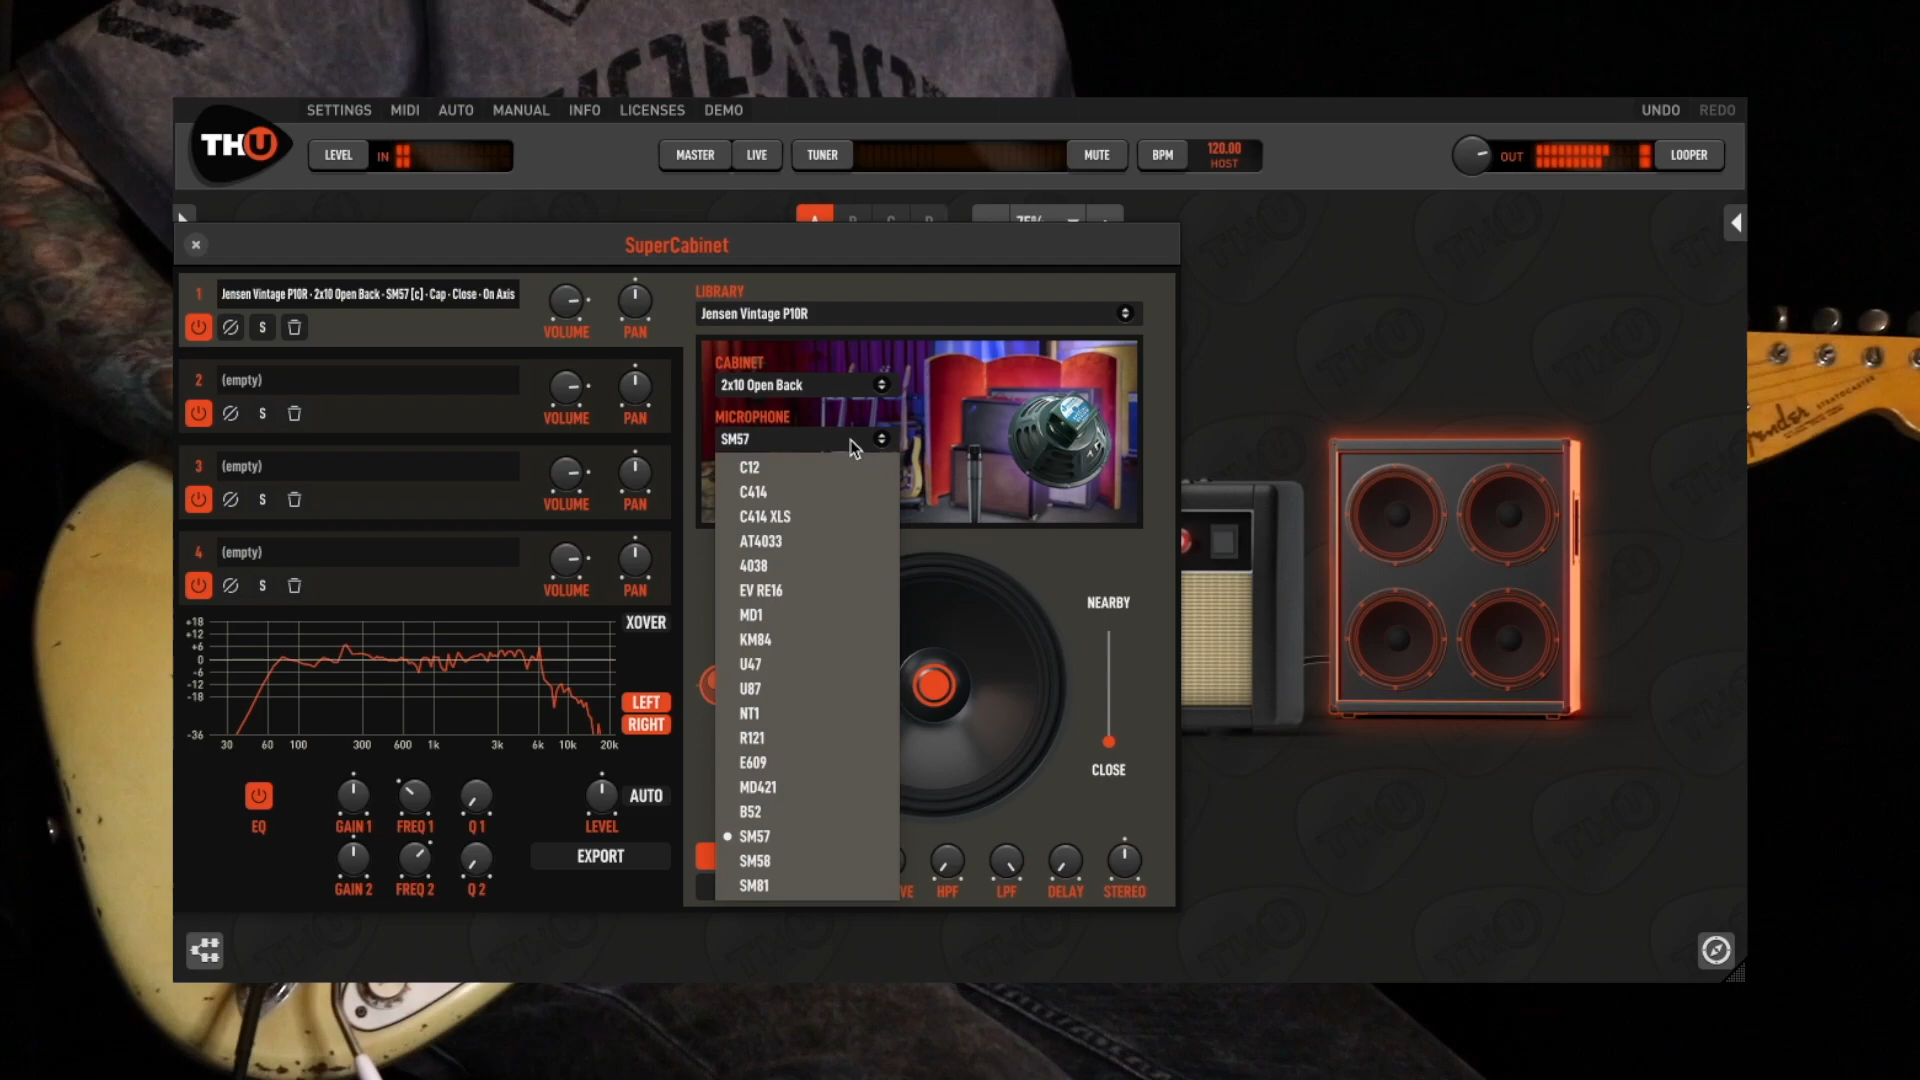 SETTINGS MIDI AUTO MANUAL INFO LICENSES DEMO UNDO REDO
THU
LEVEL IN MASTER LIVE TUNER MUTE BPM 120.00 HOST OUT LOOPER
A 75%
SuperCabinet
1 Jensen Vintage P10R · 2x10 Open Back · SM57 [c] · Cap · Close · On Axis
S VOLUME PAN
2 (empty)
S VOLUME PAN
3 (empty)
S VOLUME PAN
4 (empty)
S VOLUME PAN
XOVER
+18
+12
+6
0
-6
-12
-18
-36
30 60 100 300 600 1k 3k 6k 10k 20k
LEFT
RIGHT
EQ GAIN 1 FREQ 1 Q 1 LEVEL AUTO
GAIN 2 FREQ 2 Q 2 EXPORT
LIBRARY
Jensen Vintage P10R
CABINET
2x10 Open Back
MICROPHONE
SM57
C12
C414
C414 XLS
AT4033
4038
EV RE16
MD1
KM84
U47
U87
NT1
R121
E609
MD421
B52
SM57
SM58
SM81
NEARBY
CLOSE
VE HPF LPF DELAY STEREO
Fender
STRATOCASTER